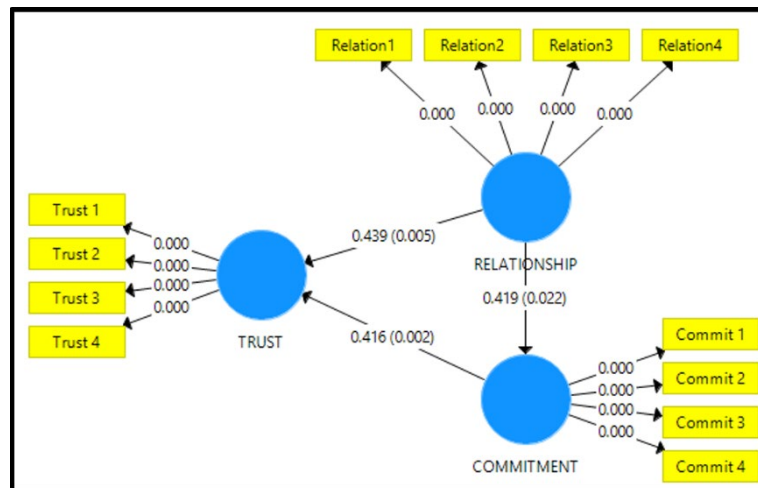 Relation1
Relation2
Relation3
Relation4
0.000
0.000
0.000
0.000
Trust 1
Trust 2
Trust 3
Trust 4
0.000
0.000
0.000
0.000
TRUST
0.439 (0.005)
RELATIONSHIP
0.419 (0.022)
0.416 (0.002)
COMMITMENT
0.000
0.000
0.000
0.000
Commit 1
Commit 2
Commit 3
Commit 4